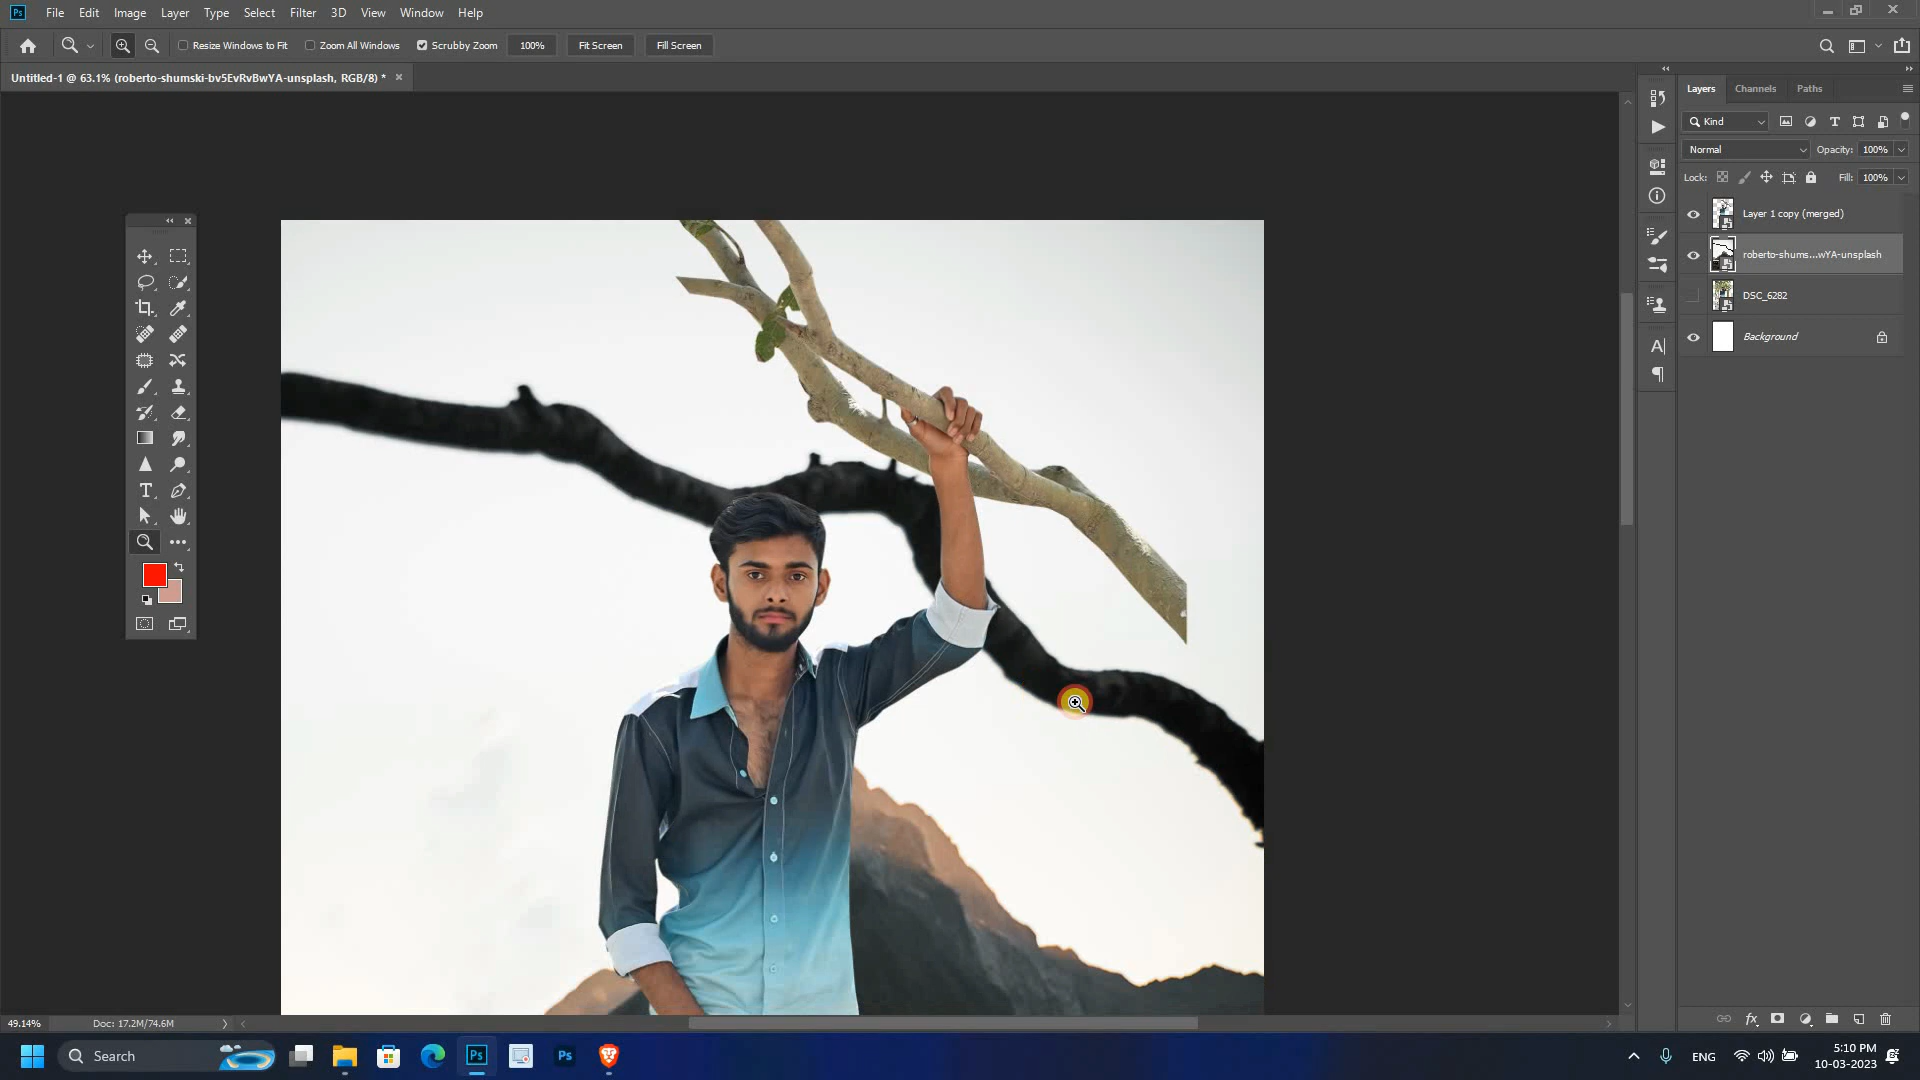 Ps File Edit Image Layer Type Select Filter 3D View Window Help
Resize Windows to Fit Zoom All Windows Scrubby Zoom 100% Fit Screen Fill Screen
Untitled-1 @ 63.1% (roberto-shumski-bv5EvRvBwYA-unsplash, RGB/8) *
Layers Channels Paths
Kind
Normal Opacity: 100%
Lock: Fill: 100%
Layer 1 copy (merged)
roberto-shums...wYA-unsplash
DSC_6282
Background
49.14% Doc: 17.2M/74.6M
Search Ps Ps ENG 5:10 PM
10-03-2023